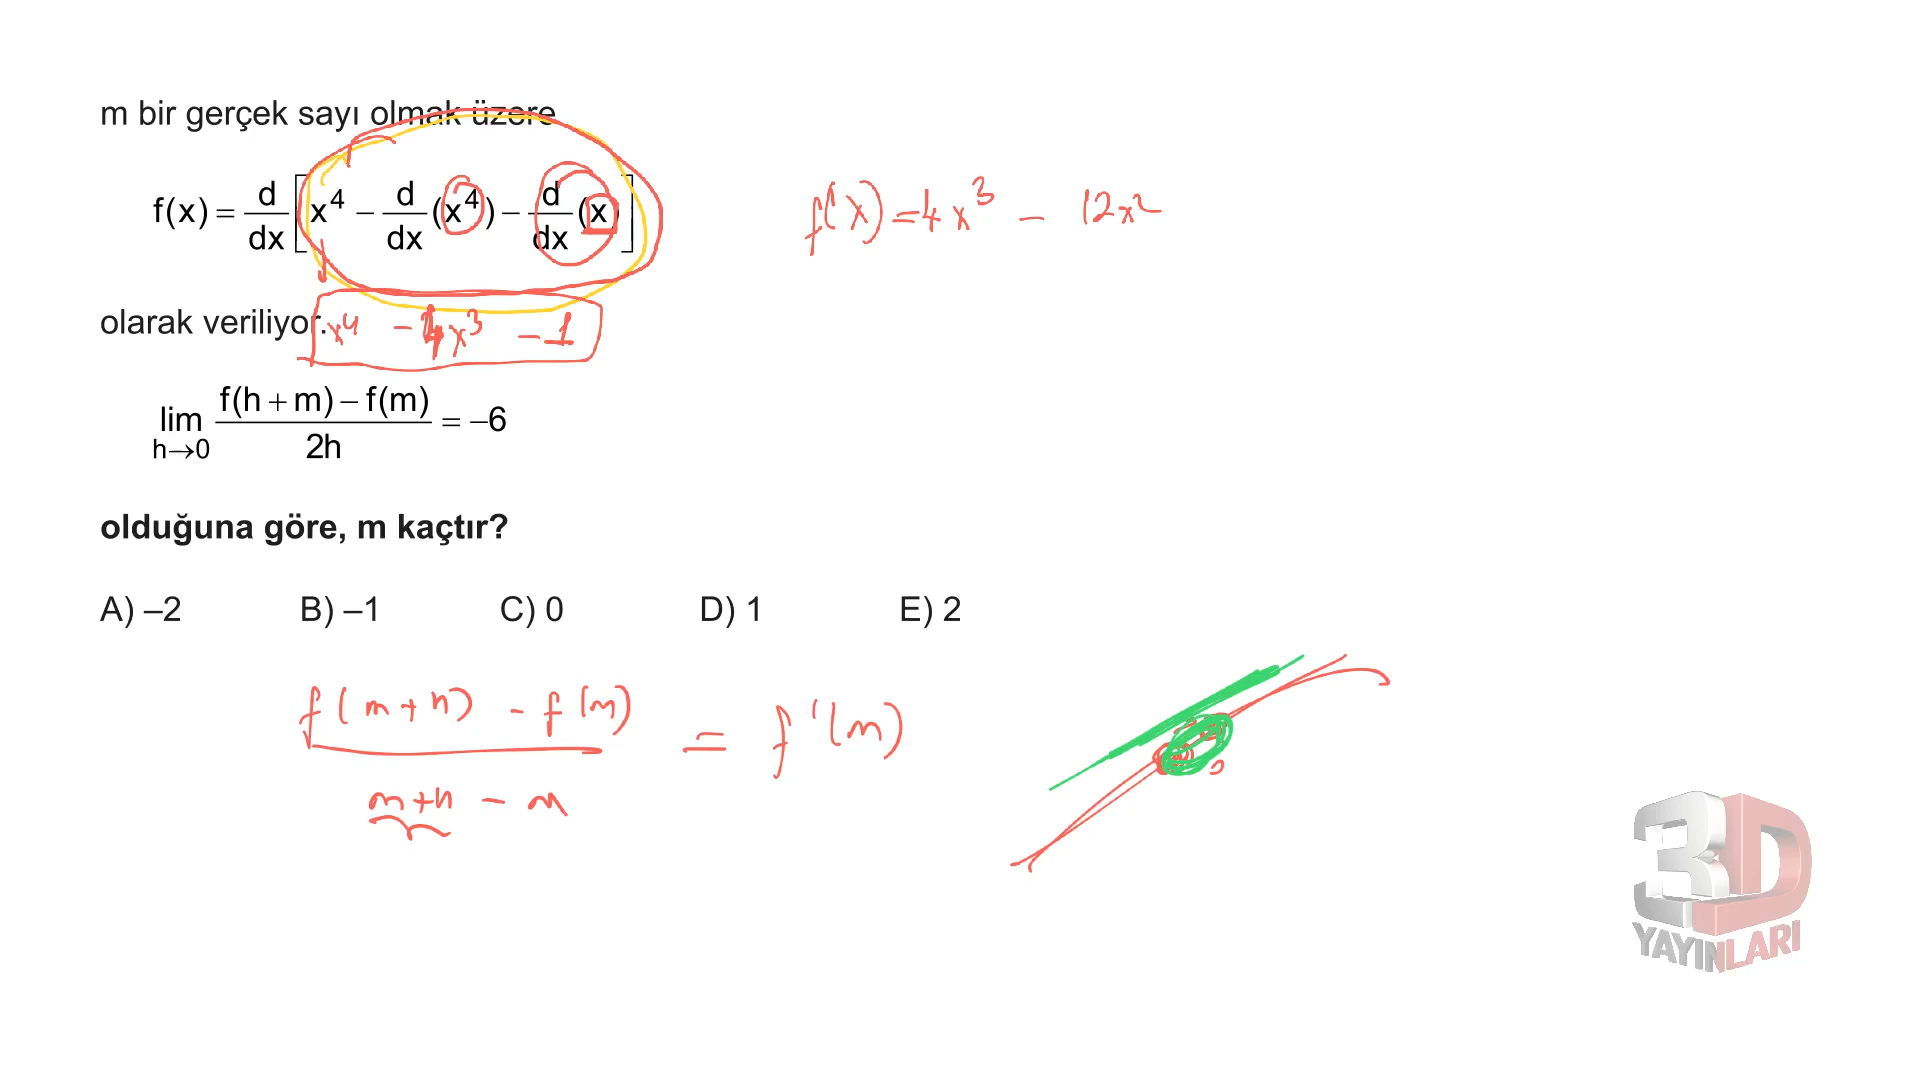 m bir gerçek sayı olmak üzere
f(x) = d/dx [x⁴ − d/dx (x⁴) − d/dx (x)]
f(x) = 4x³ − 12x²
olarak veriliyor.
x⁴ − 4x³ − 1
lim h→0 f(h + m) − f(m) / 2h = −6
olduğuna göre, m kaçtır?
A) –2 B) –1 C) 0 D) 1 E) 2
f(m+h) − f(m) / m+h − m = f'(m)
3D
YAYINLARI